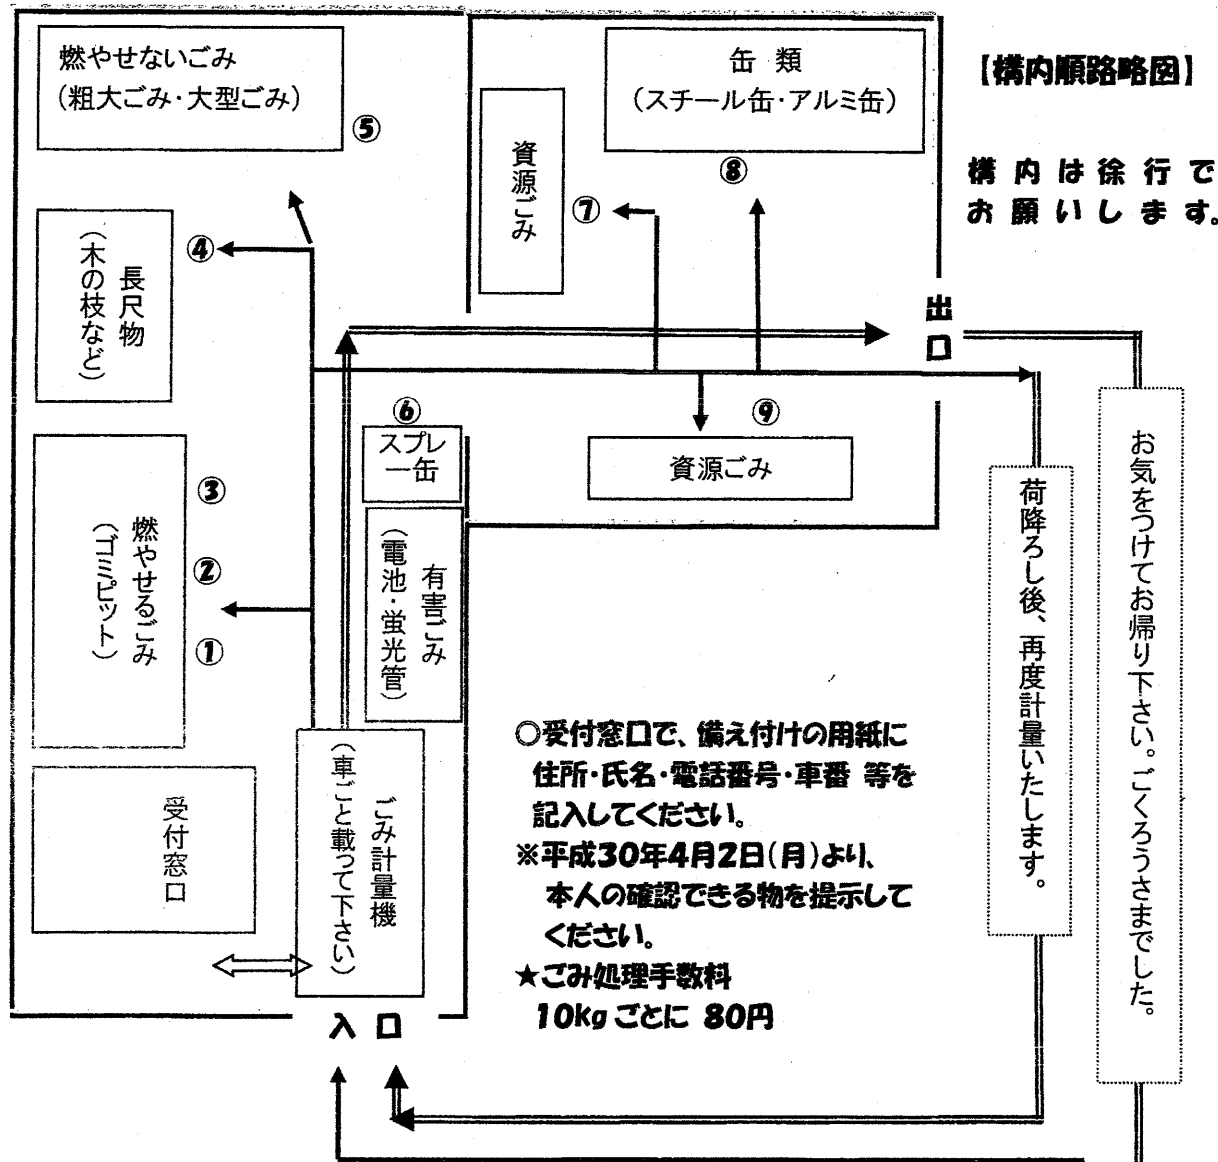 【構内順路略図】
構内は徐行で
お願いします。
燃やせないごみ
（粗大ごみ・大型ごみ）
⑤
資源ごみ
⑦
缶 類
（スチール缶・アルミ缶）
⑧
長尺物
（木の枝など）
④
出口
⑥
スプレ
ー缶
⑨
資源ごみ
燃やせるごみ
（ゴミピット）
③
②
①
有害ごみ
（電池・蛍光管）
受付窓口
ごみ計量機
（車ごと載って下さい）
入口
○受付窓口で、備え付けの用紙に
住所・氏名・電話番号・車番 等を
記入してください。
※平成30年4月2日(月)より、
本人の確認できる物を提示して
ください。
★ごみ処理手数料
10kgごとに 80円
荷降ろし後、再度計量いたします。
お気をつけてお帰り下さい。ごくろうさまでした。